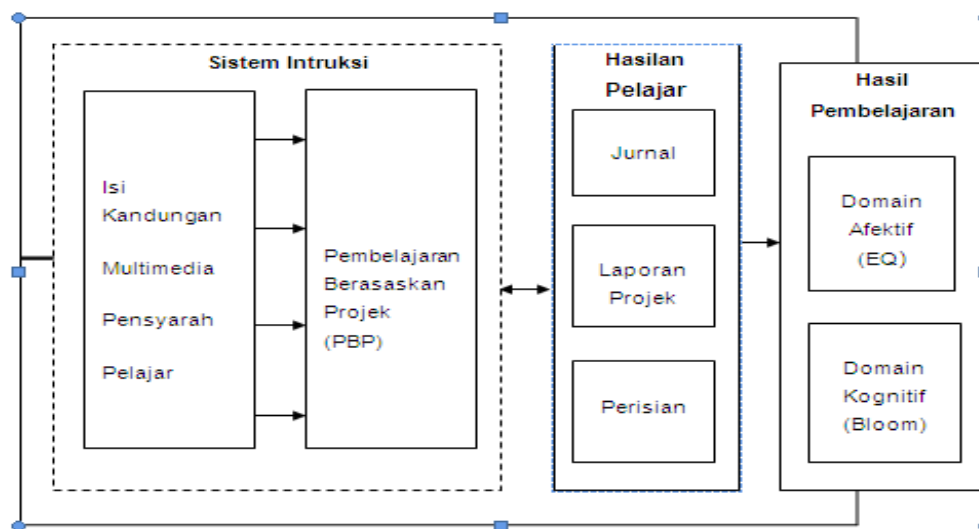 Sistem Intruksi
Isi
Kandungan
Multimedia
Pensyarah
Pelajar
Pembelajaran
Berasaskan
Projek
(PBP)
Hasilan
Pelajar
Jurnal
Laporan
Projek
Perisian
Hasil
Pembelajaran
Domain
Afektif
(EQ)
Domain
Kognitif
(Bloom)